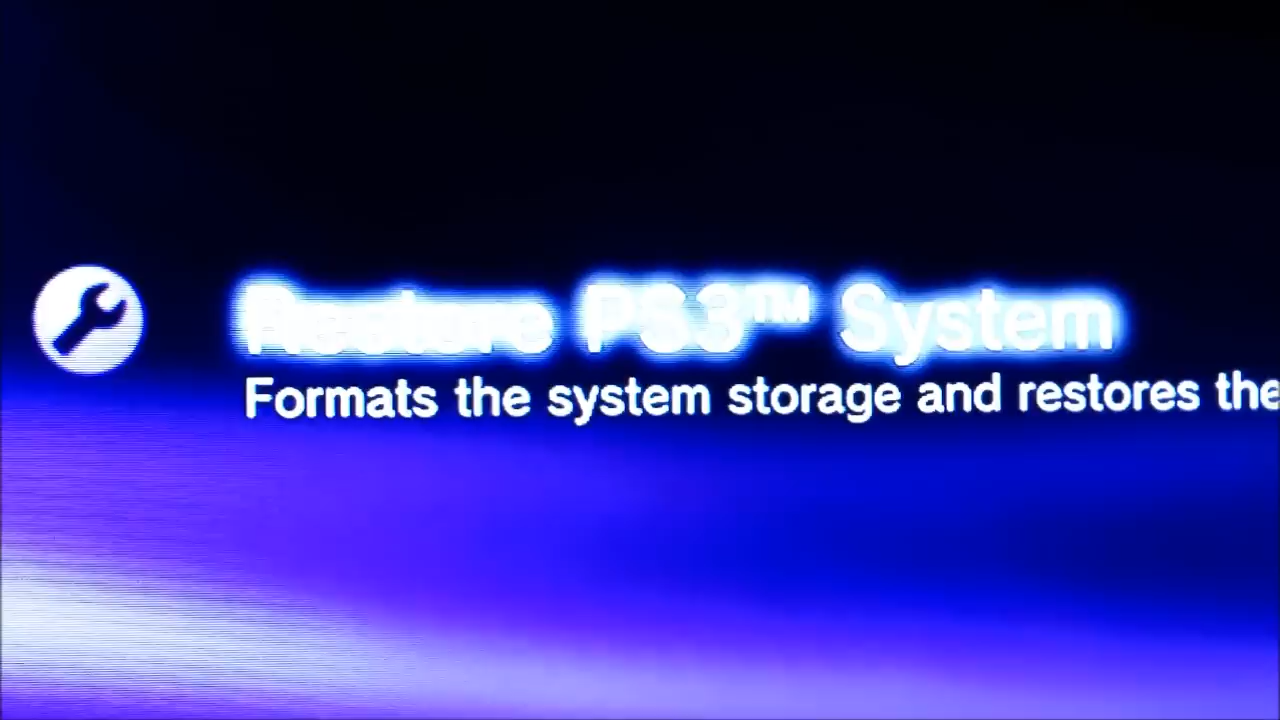 Restore PS3™ System
Formats the system storage and restores the